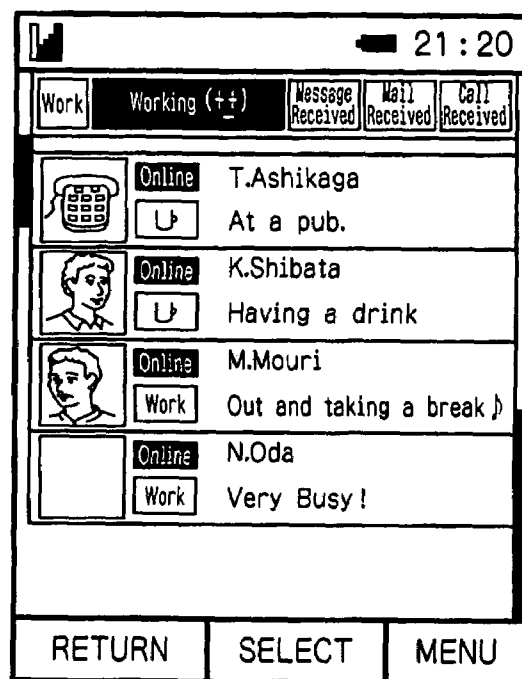 21:20
Work Working (‡‡) Message Received Mail Received Call Received
Online T.Ashikaga
At a pub.
Online K.Shibata
Having a drink
Online M.Mouri
Work Out and taking a break♪
Online N.Oda
Work Very Busy!
RETURN SELECT MENU